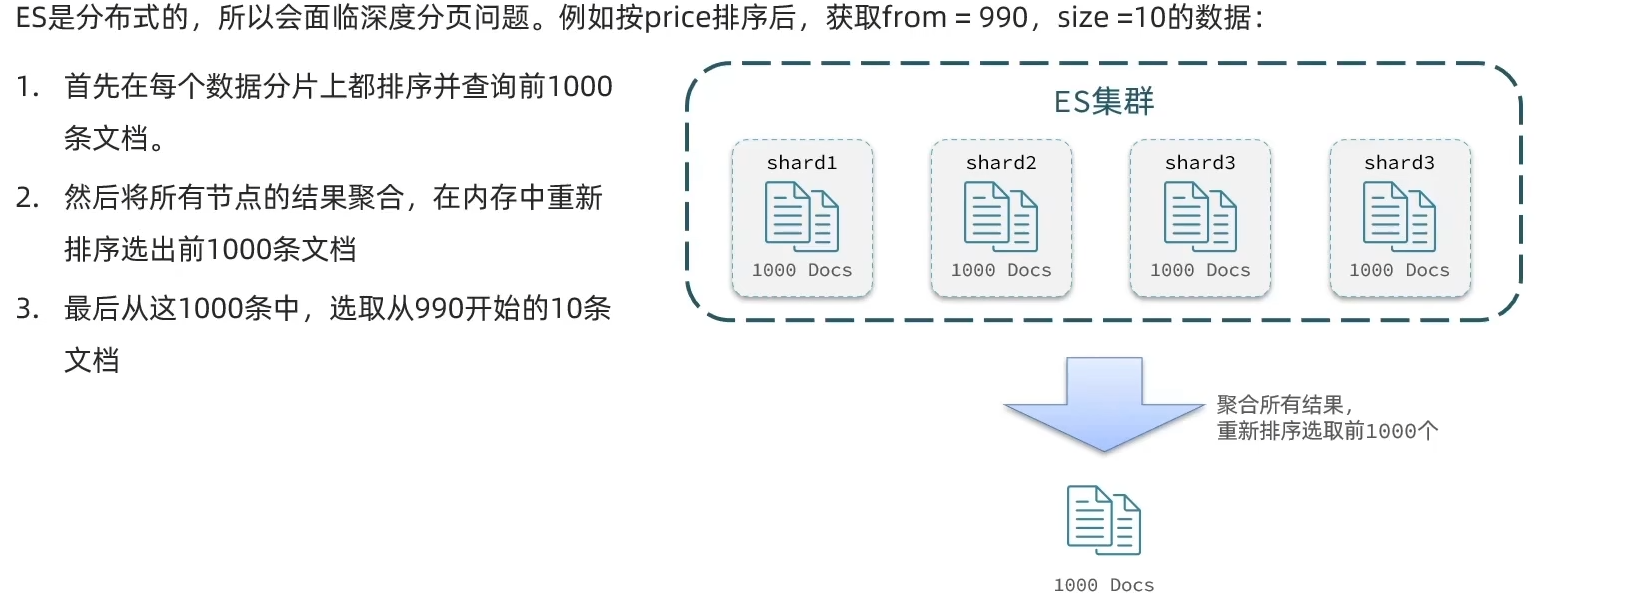 ES是分布式的，所以会面临深度分页问题。例如按price排序后，获取from = 990，size =10的数据：
1. 首先在每个数据分片上都排序并查询前1000
条文档。
2. 然后将所有节点的结果聚合，在内存中重新
排序选出前1000条文档
3. 最后从这1000条中，选取从990开始的10条
文档
ES集群
shard1
1000 Docs
shard2
1000 Docs
shard3
1000 Docs
shard3
1000 Docs
聚合所有结果，
重新排序选取前1000个
1000 Docs